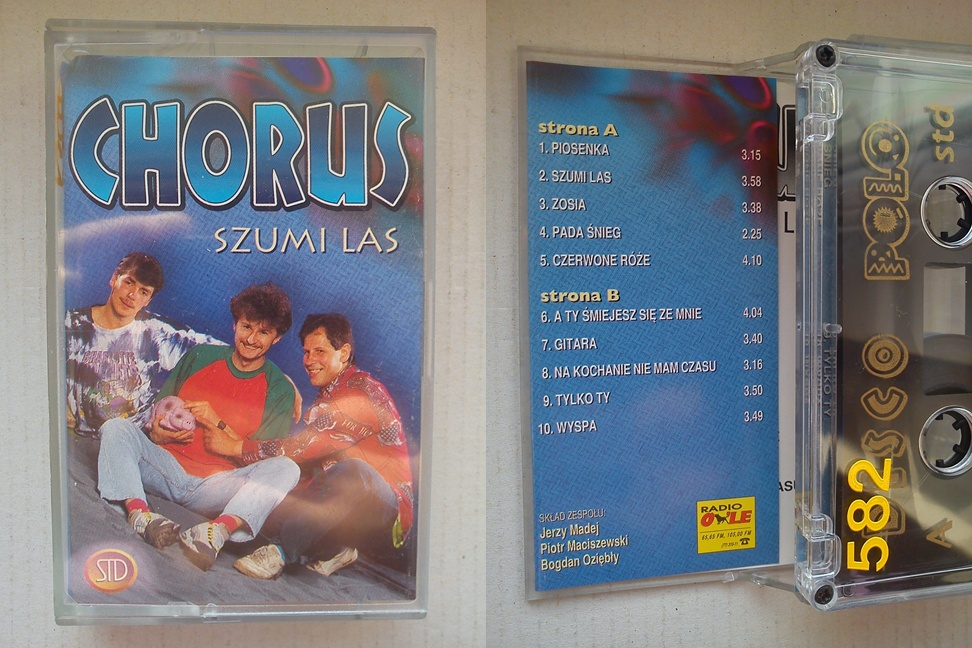 CHORUS
SZUMI LAS
STD
strona A
1. PIOSENKA 3.15
2. SZUMI LAS 3.58
3. ZOSIA 3.38
4. PADA ŚNIEG 2.25
5. CZERWONE RÓŻE 4.10
strona B
6. A TY ŚMIEJESZ SIĘ ZE MNIE 4.04
7. GITARA 3.40
8. NA KOCHANIE NIE MAM CZASU 3.16
9. TYLKO TY 3.50
10. WYSPA 3.49
SKŁAD ZESPOŁU:
Jerzy Madej
Piotr Maciszewski
Bogdan Oziębły
RADIO
OLE
DISCO POLO
std
A
582
TYLKO TY